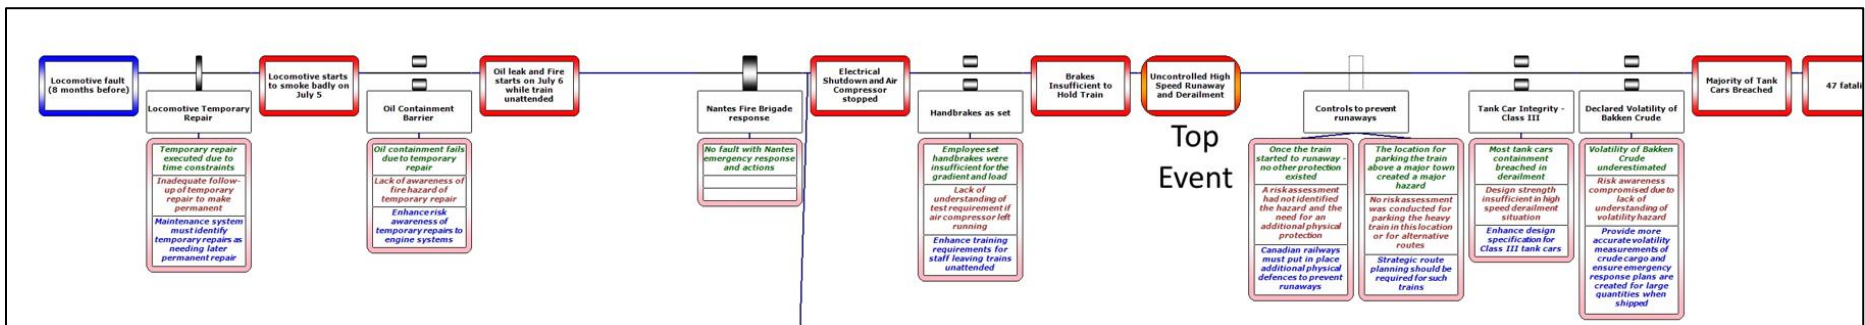 Locomotive fault
(8 months before)
Locomotive Temporary
Repair
Temporary repair
executed due to
time constraints
Inadequate follow-
up of temporary
repair to make
permanent
Maintenance system
must identify
temporary repairs as
needing later
permanent repair
Locomotive starts
to smoke badly on
July 5
Oil Containment
Barrier
Oil containment fails
due to temporary
repair
Lack of awareness of
fire hazard of
temporary repair
Enhance risk
awareness of
temporary repairs to
engine systems
Oil leak and Fire
starts on July 6
while train
unattended
Nantes Fire Brigade
response
No fault with Nantes
emergency response
and actions
Electrical
Shutdown and Air
Compressor
stopped
Handbrakes as set
Employee set
handbrakes were
insufficient for the
gradient and load
Lack of
understanding of
test requirement if
air compressor left
running
Enhance training
requirements for
staff leaving trains
unattended
Brakes
Insufficient to
Hold Train
Uncontrolled High
Speed Runaway
and Derailment
Top
Event
Controls to prevent
runaways
Once the train
started to runaway -
no other protection
existed
A risk assessment
had not identified
the hazard and the
need for an
additional physical
protection
Canadian railways
must put in place
additional physical
defences to prevent
runaways
The location for
parking the train
above a major town
created a major
hazard
No risk assessment
was conducted for
parking the heavy
train in this location
or for alternative
routes
Strategic route
planning should be
required for such
trains
Tank Car Integrity -
Class III
Most tank cars
containment
breached in
derailment
Design strength
insufficient in high
speed derailment
situation
Enhance design
specification for
Class III tank cars
Declared Volatility of
Bakken Crude
Volatility of Bakken
Crude
underestimated
Risk awareness
compromised due to
lack of
understanding of
volatility hazard
Provide more
accurate volatility
measurements of
crude cargo and
ensure emergency
response plans are
created for large
quantities when
shipped
Majority of Tank
Cars Breached
47 fatali